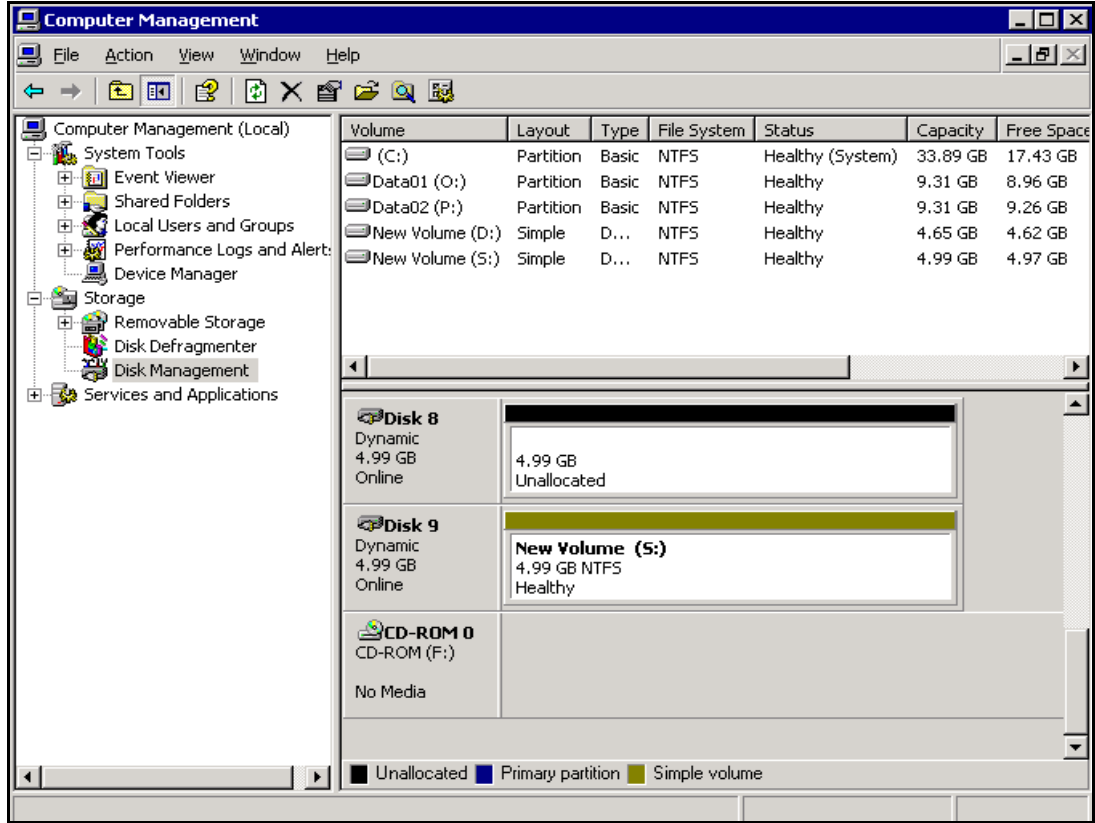 Computer Management
File Action View Window Help
Computer Management (Local)
System Tools
Event Viewer
Shared Folders
Local Users and Groups
Performance Logs and Alert
Device Manager
Storage
Removable Storage
Disk Defragmenter
Disk Management
Services and Applications
Volume Layout Type File System Status Capacity Free Space
(C:) Partition Basic NTFS Healthy (System) 33.89 GB 17.43 GB
Data01 (O:) Partition Basic NTFS Healthy 9.31 GB 8.96 GB
Data02 (P:) Partition Basic NTFS Healthy 9.31 GB 9.26 GB
New Volume (D:) Simple D... NTFS Healthy 4.65 GB 4.62 GB
New Volume (S:) Simple D... NTFS Healthy 4.99 GB 4.97 GB
Disk 8
Dynamic
4.99 GB
Online
4.99 GB
Unallocated
Disk 9
Dynamic
4.99 GB
Online
New Volume (S:)
4.99 GB NTFS
Healthy
CD-ROM 0
CD-ROM (F:)
No Media
Unallocated Primary partition Simple volume